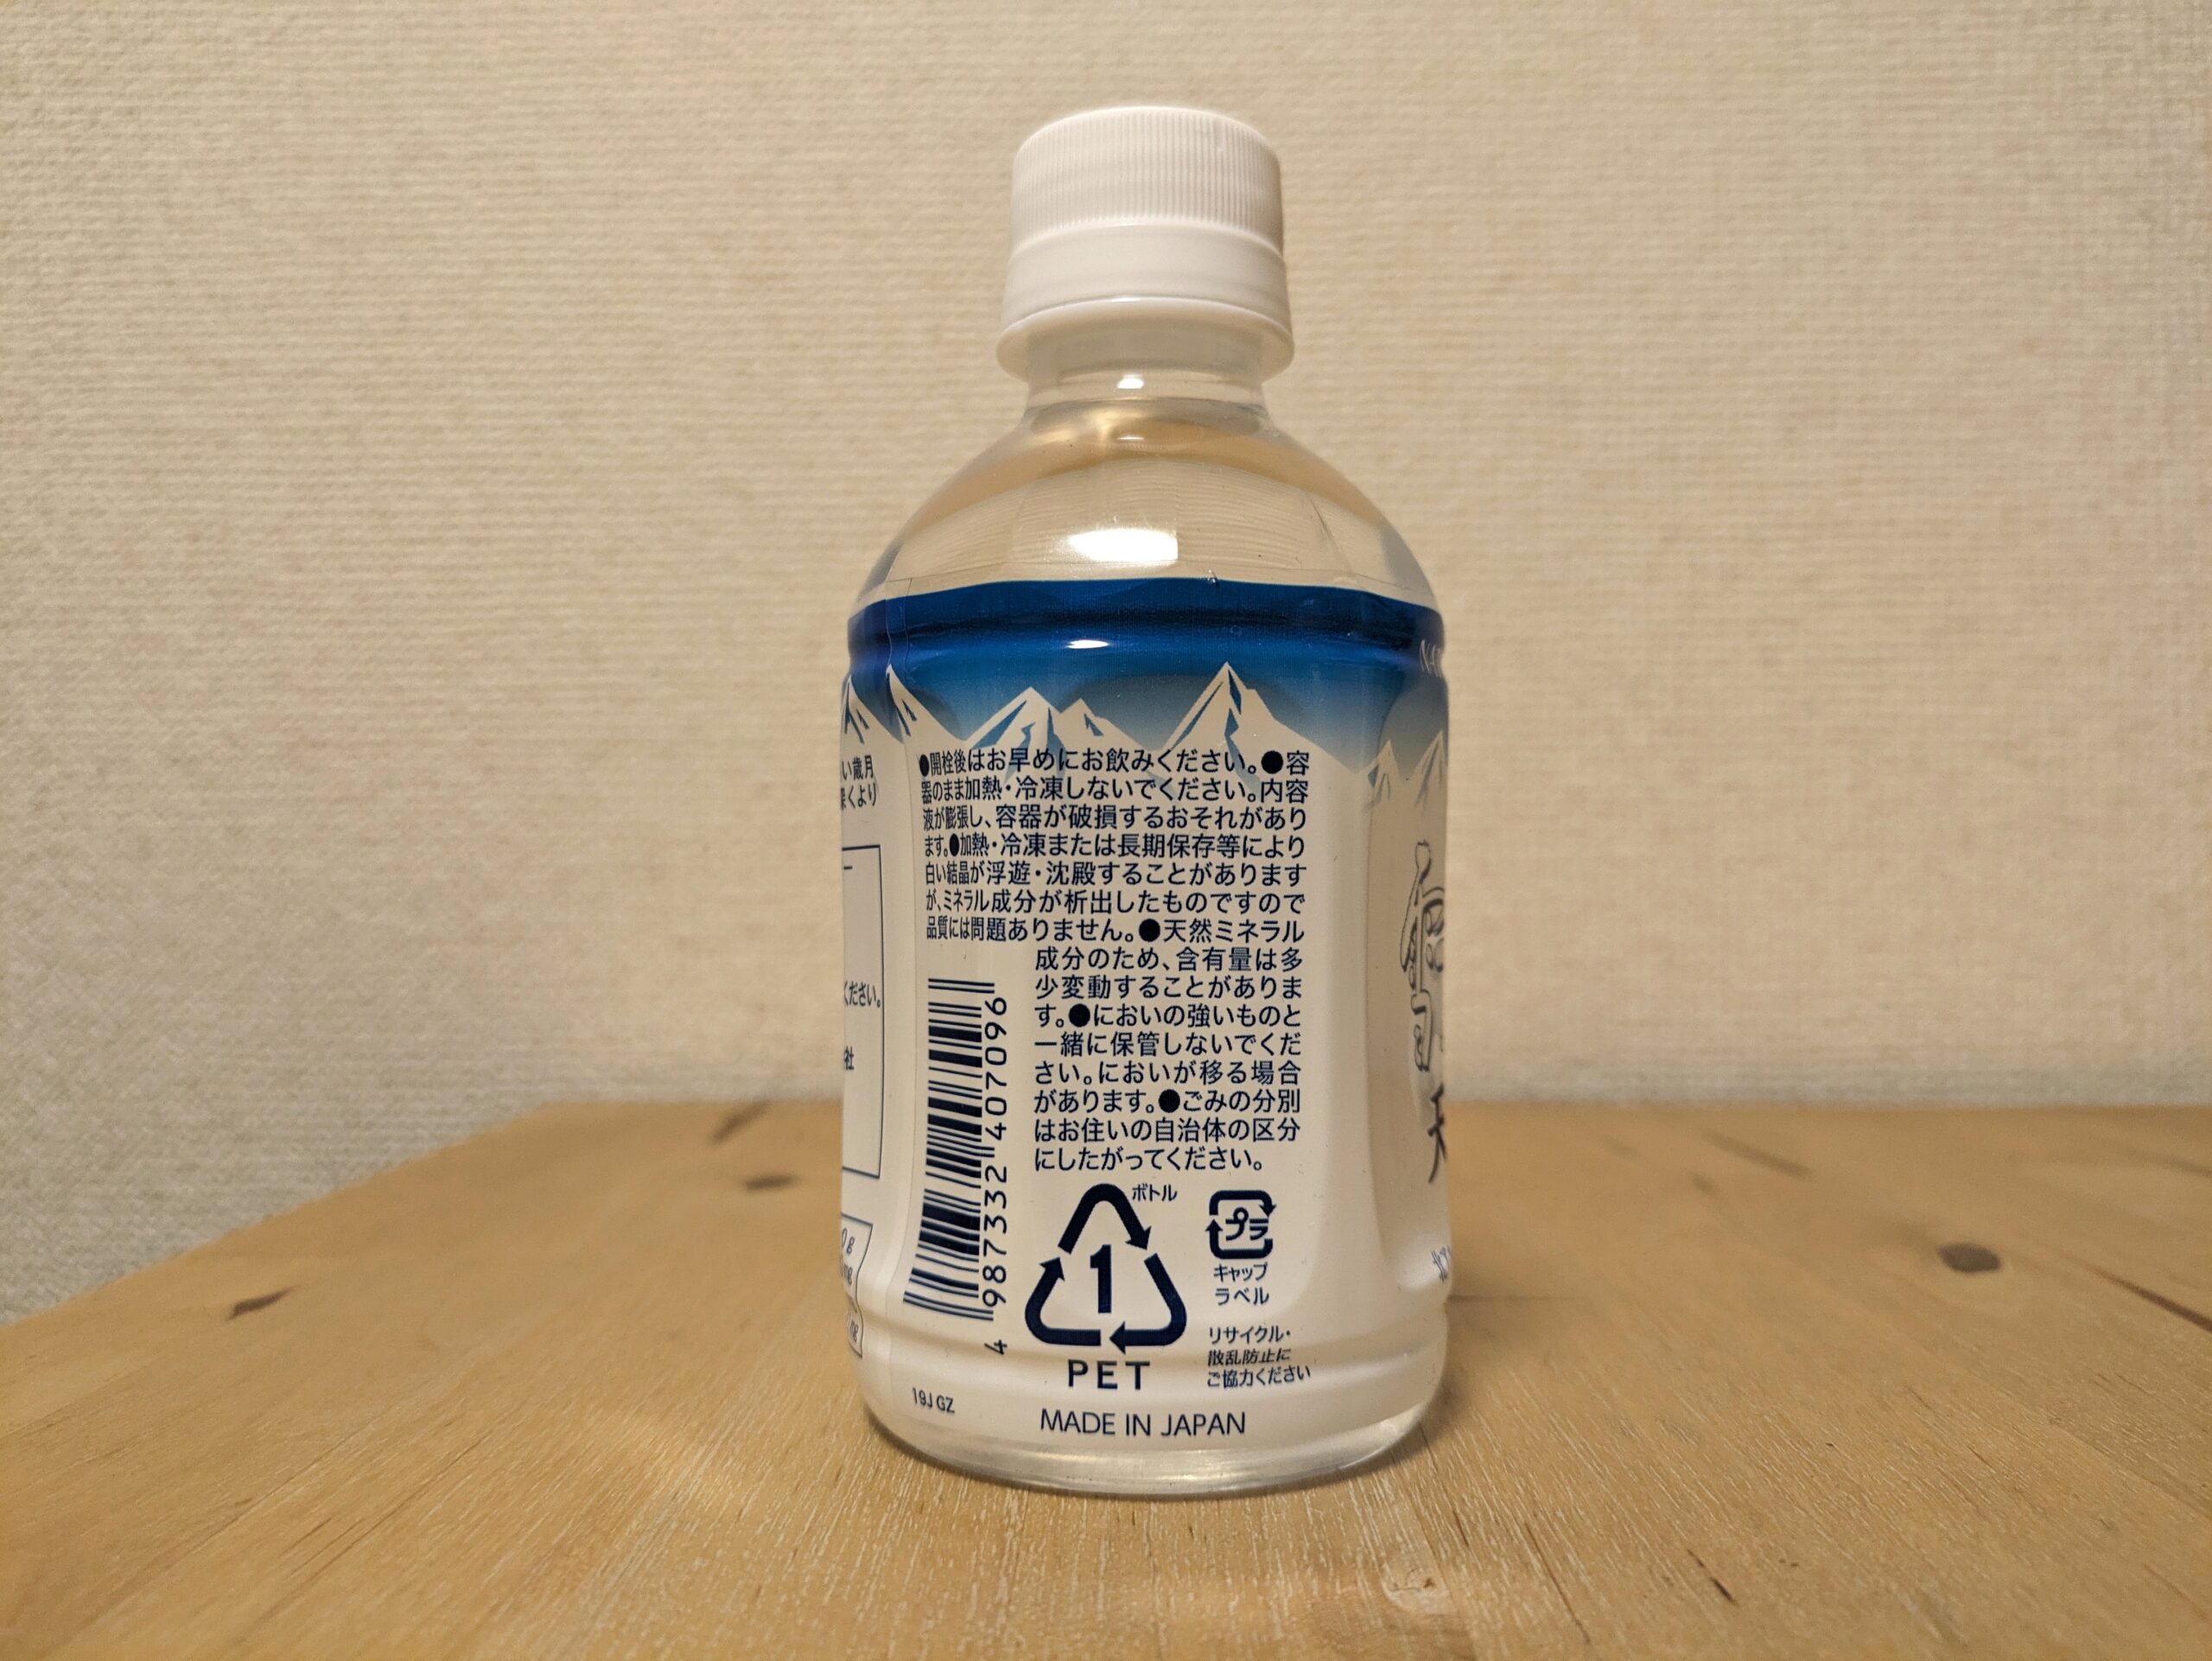 い歳月
くより
ください。
社
0g
●開栓後はお早めにお飲みください。●容
器のまま加熱・冷凍しないでください。内容
液が膨張し、容器が破損するおそれがあり
ます。●加熱・冷凍または長期保存等により
白い結晶が浮遊・沈殿することがあります
が、ミネラル成分が析出したものですので
品質には問題ありません。●天然ミネラル
成分のため、含有量は多
少変動することがありま
す。●においの強いものと
一緒に保管しないでくだ
さい。においが移る場合
があります。●ごみの分別
はお住いの自治体の区分
にしたがってください。
4 987332 407096
ボトル
1
PET
プラ
キャップ
ラベル
リサイクル・
散乱防止に
ご協力ください
19J GZ
MADE IN JAPAN